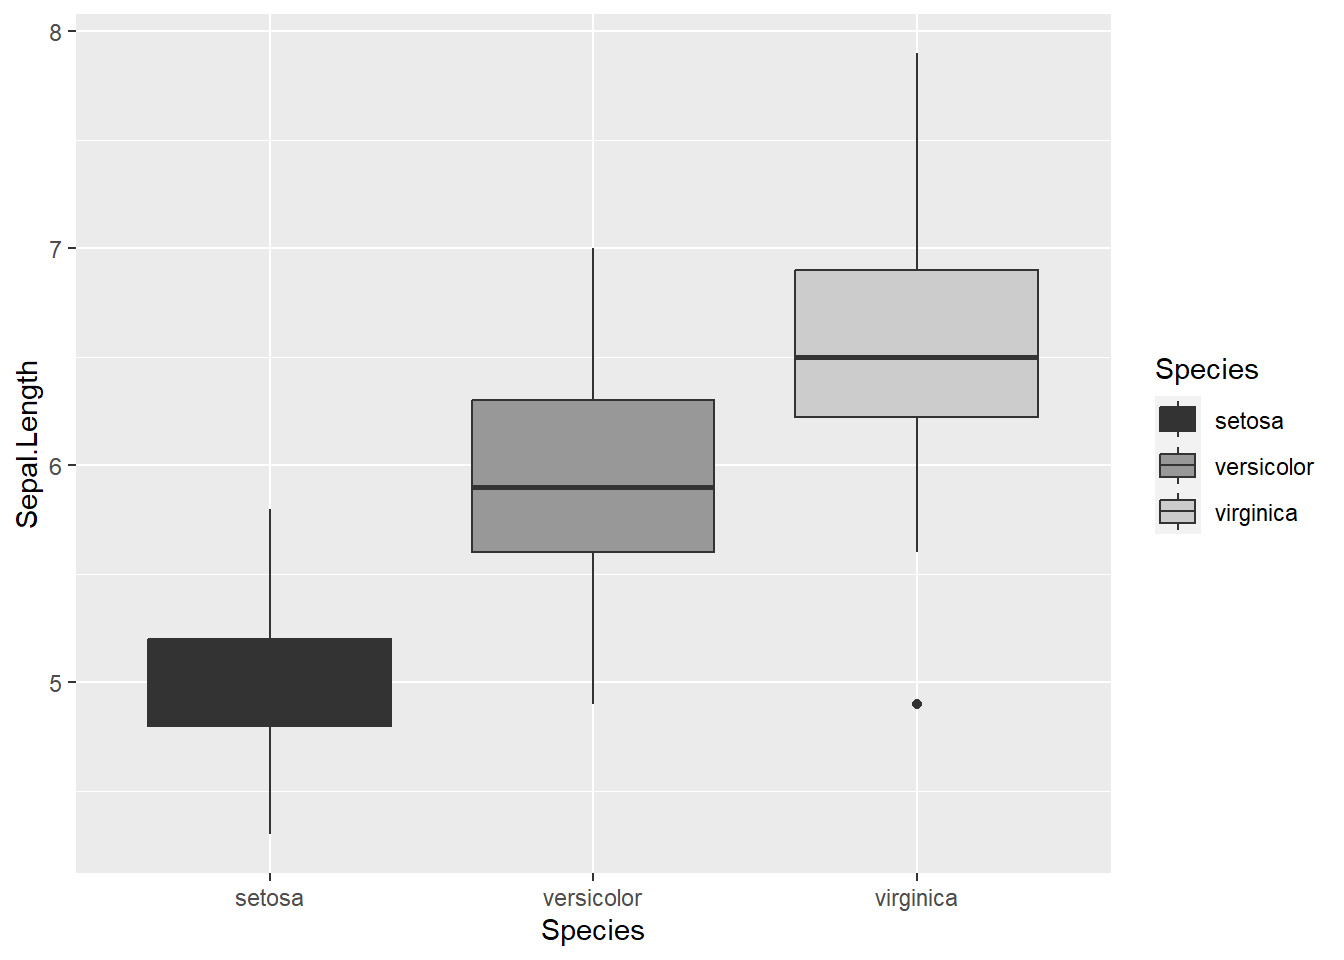 8
7
6
5
Sepal.Length
setosa
versicolor
virginica
Species
Species
setosa
versicolor
virginica